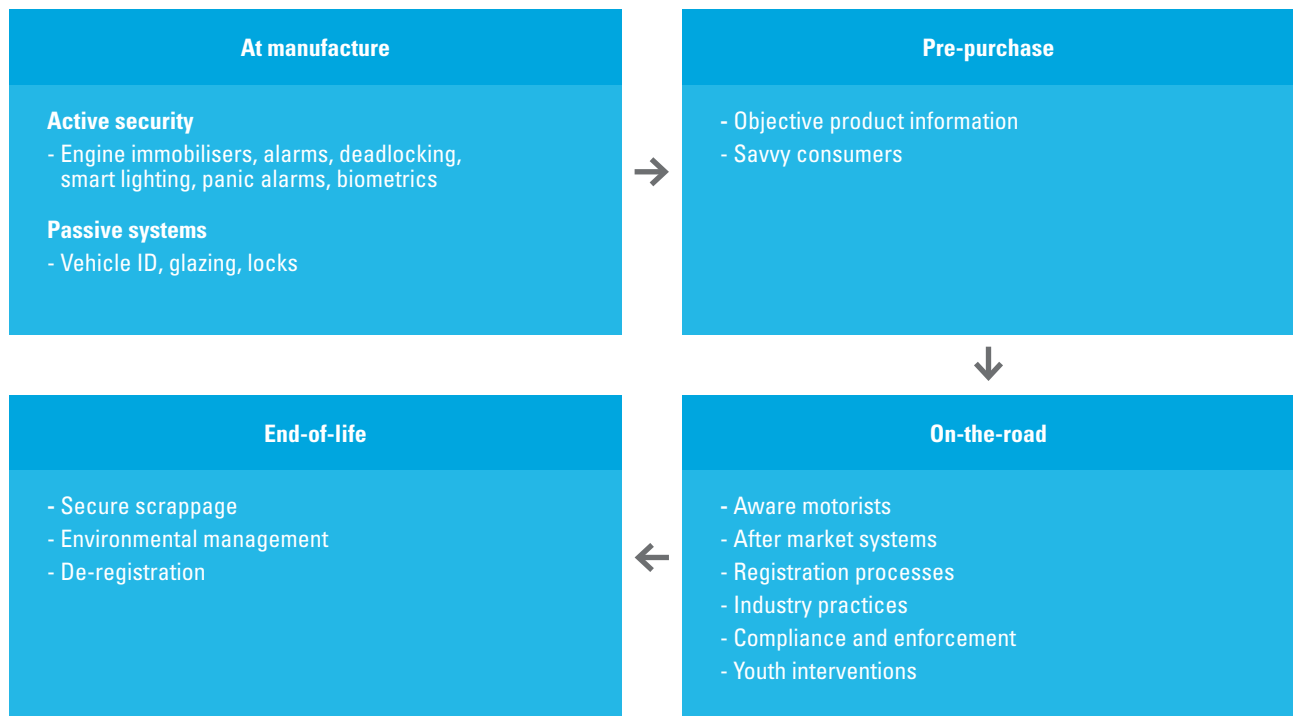 At manufacture
Active security
- Engine immobilisers, alarms, deadlocking,
smart lighting, panic alarms, biometrics
Passive systems
- Vehicle ID, glazing, locks
Pre-purchase
- Objective product information
- Savvy consumers
On-the-road
- Aware motorists
- After market systems
- Registration processes
- Industry practices
- Compliance and enforcement
- Youth interventions
End-of-life
- Secure scrappage
- Environmental management
- De-registration